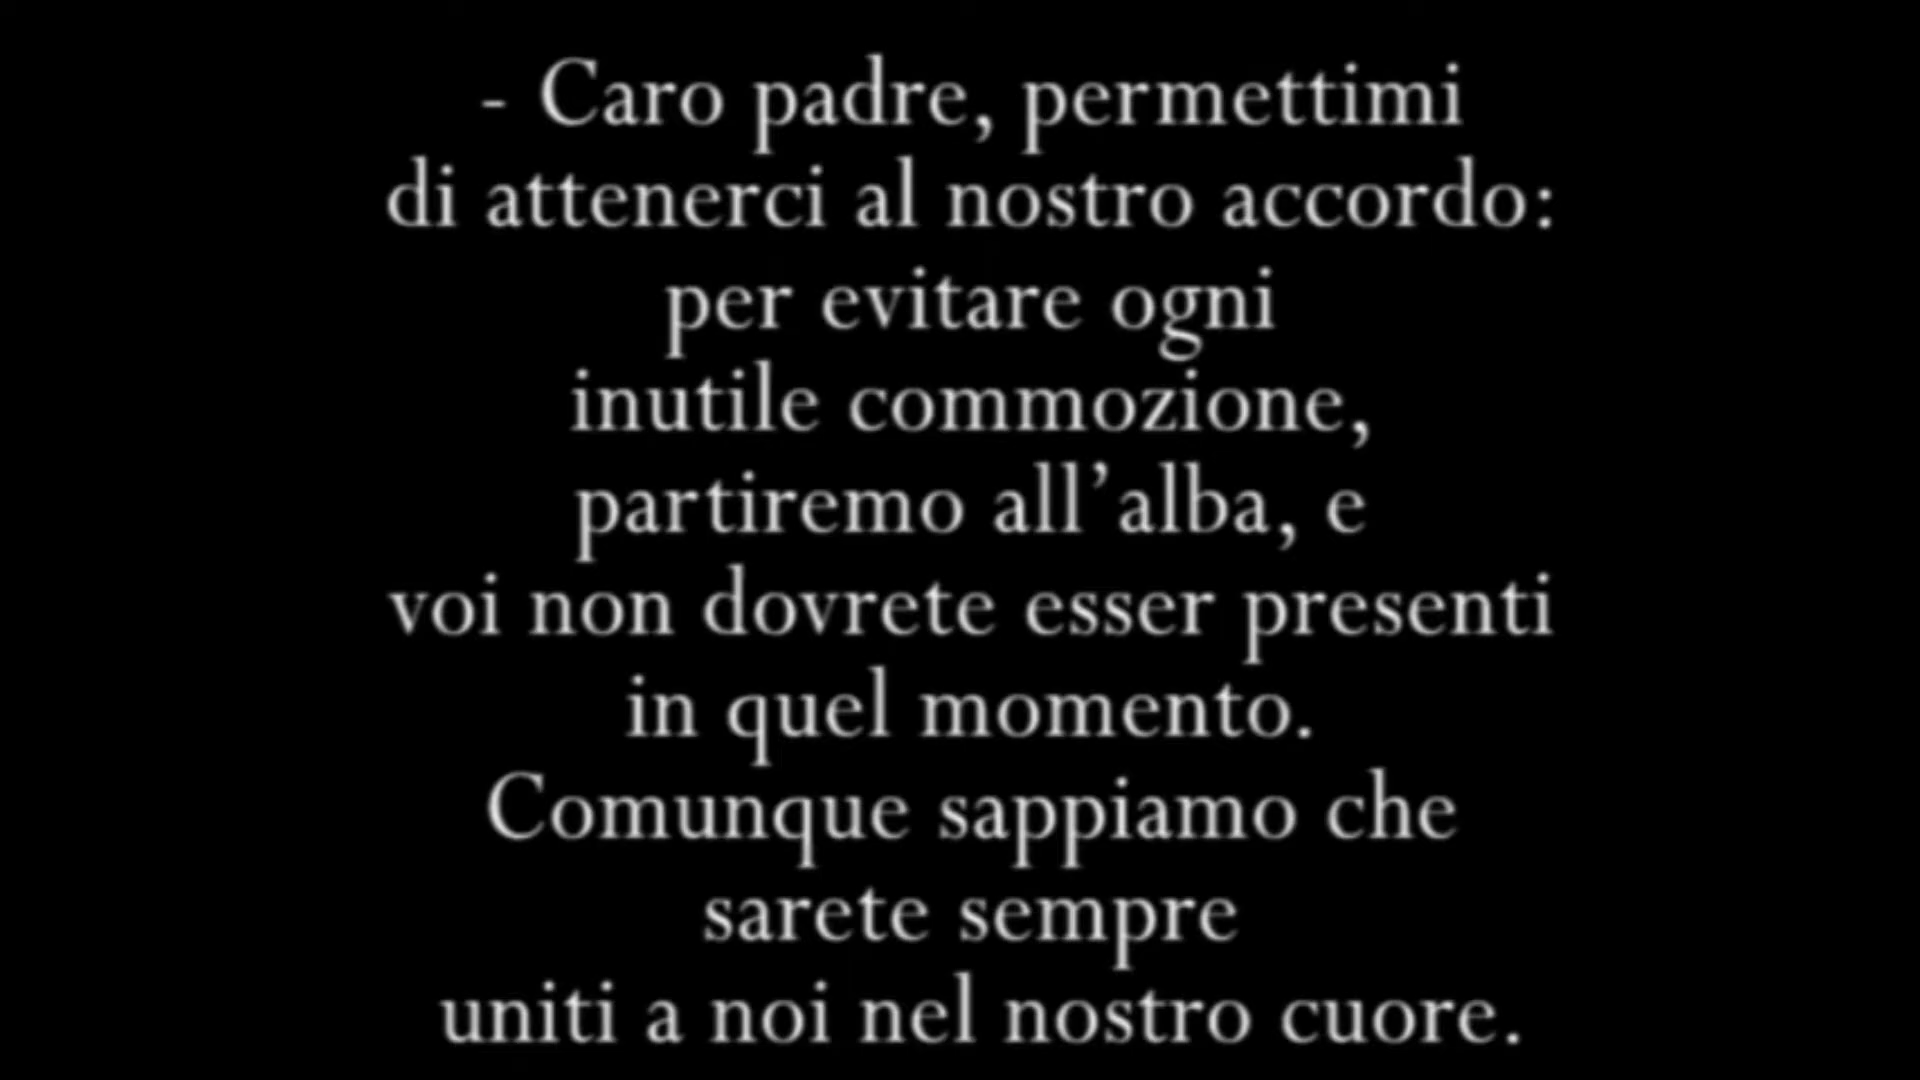 - Caro padre, permettimi
di attenerci al nostro accordo:
per evitare ogni
inutile commozione,
partiremo all’alba, e
voi non dovrete esser presenti
in quel momento.
Comunque sappiamo che
sarete sempre
uniti a noi nel nostro cuore.